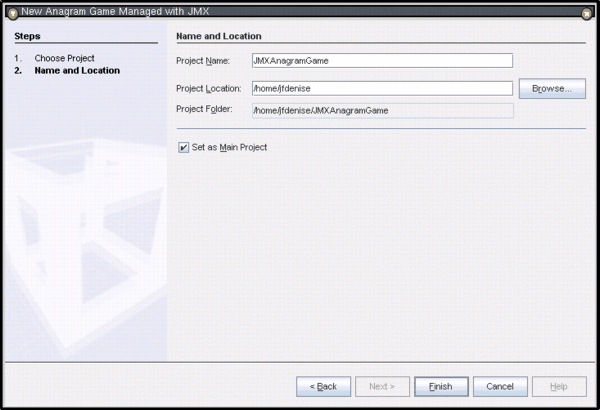 New Anagram Game Managed with JMX
Steps
1. Choose Project
2. Name and Location
Name and Location
Project Name: JMXAnagramGame
Project Location: /home/jfdenise Browse...
Project Folder: /home/jfdenise/JMXAnagramGame
Set as Main Project
< Back Next > Finish Cancel Help